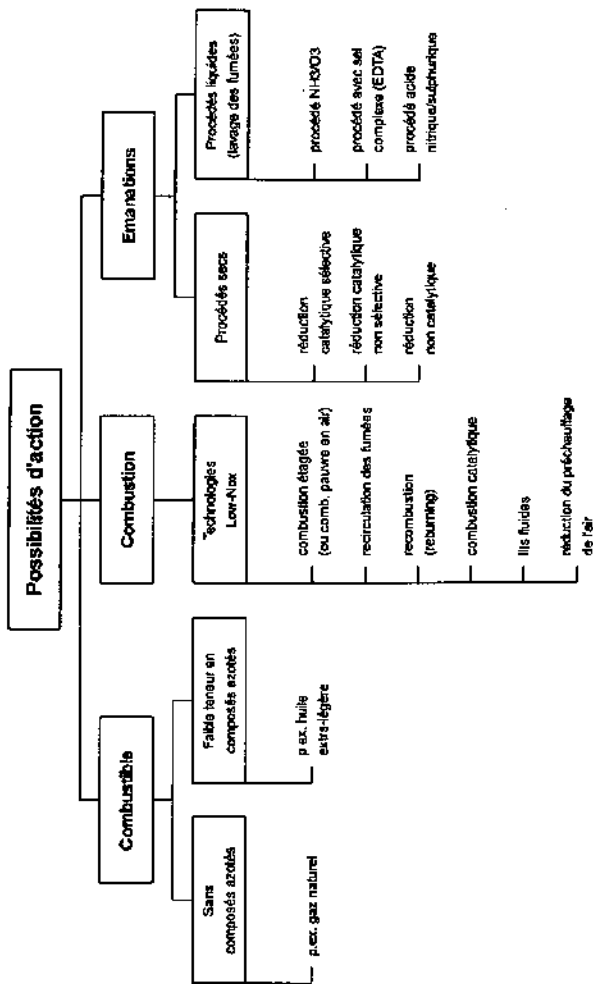 Possibilités d'action
Combustible
Combustion
Emanations
Sans
composés azotés
Faible teneur en
composés azotés
Technologies
Low-Nox
Procédés secs
Procédés liquides
(lavage des fumées)
p.ex. gaz naturel
p.ex. huile
extra-légère
combustion étagée
(ou comb. pauvre en air)
recirculation des fumées
recombustion
(reburning)
combustion catalytique
lits fluides
réduction du préchauffage
de l'air
réduction
catalytique sélective
réduction catalytique
non sélective
réduction
non catalytique
procédé NH3/O3
procédé avec sel
complexe (EDTA)
procédé acide
nitrique/sulphurique